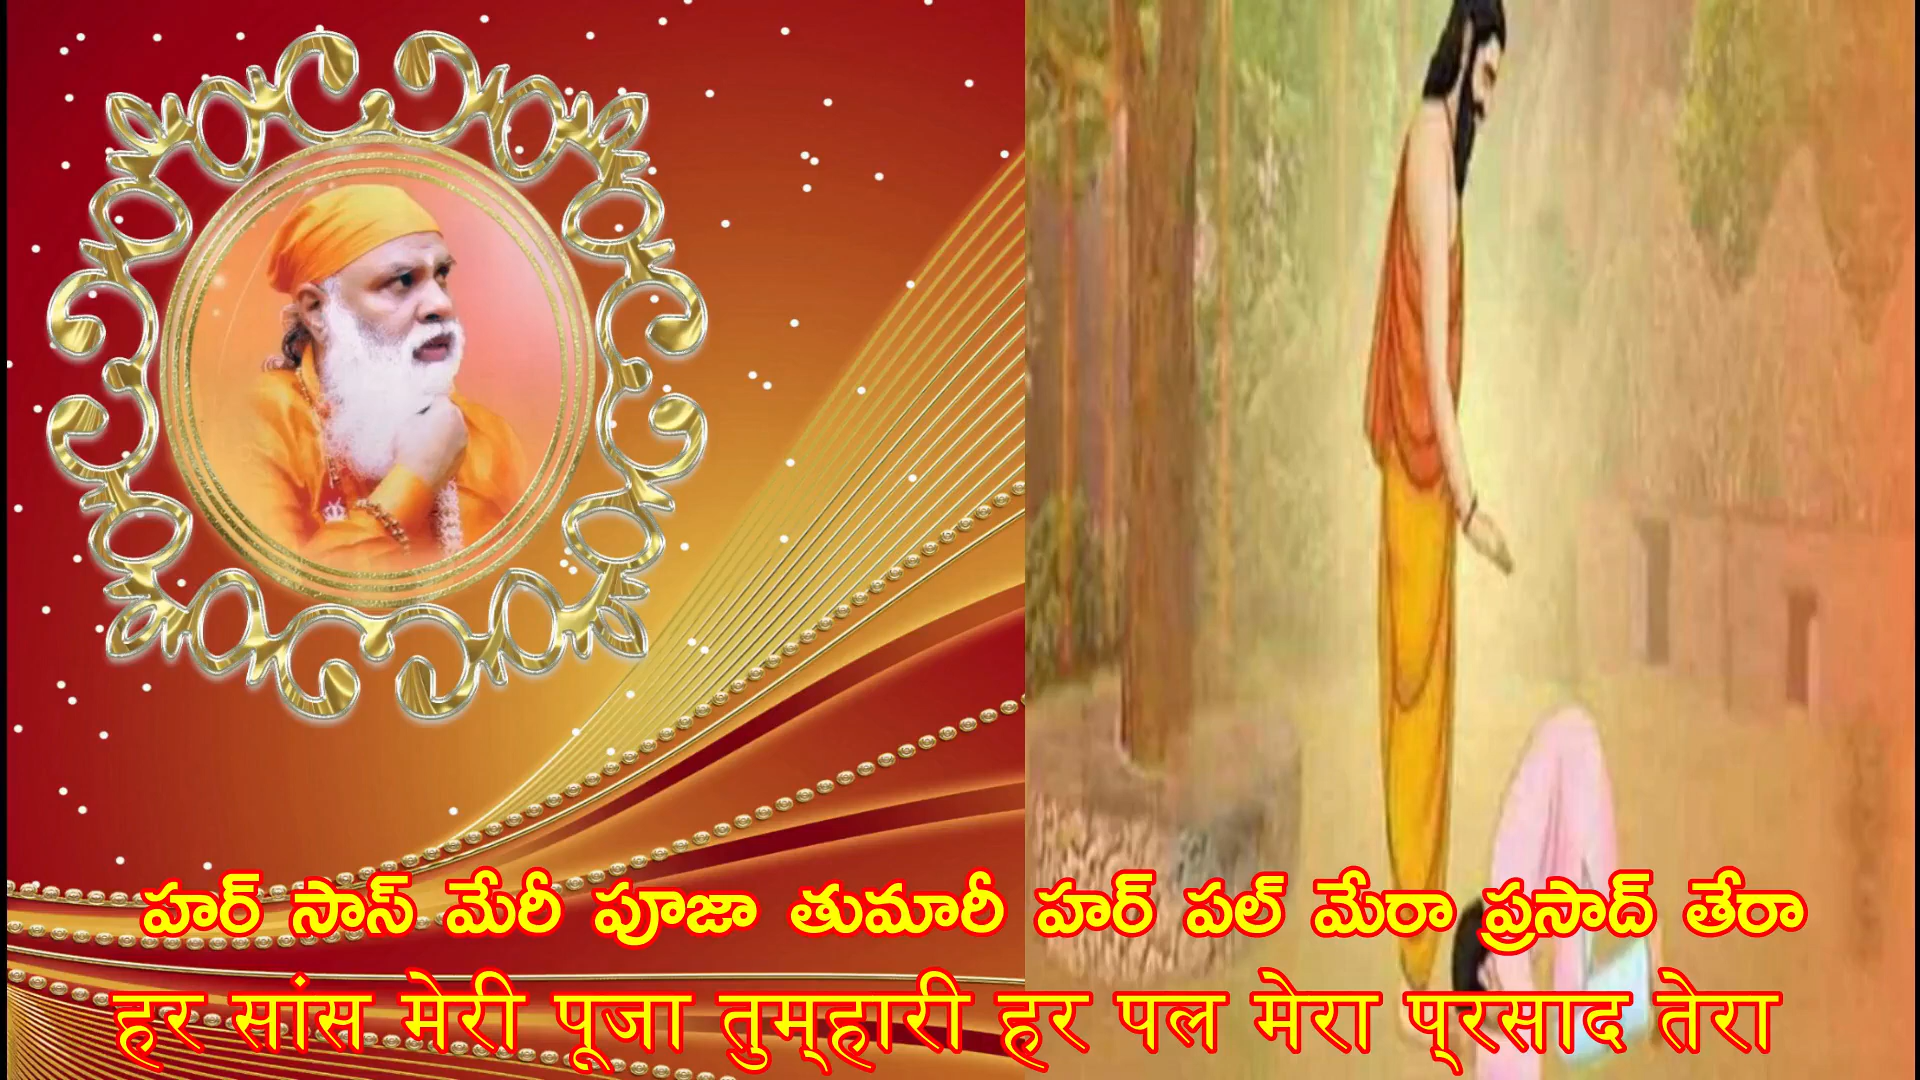 హర్ సాస్ మేరీ పూజా తుమారీ హర్ పల్ మేరా ప్రసాద్ తేరా
हर सांस मेरी पूजा तुम्हारी हर पल मेरा प्रसाद तेरा